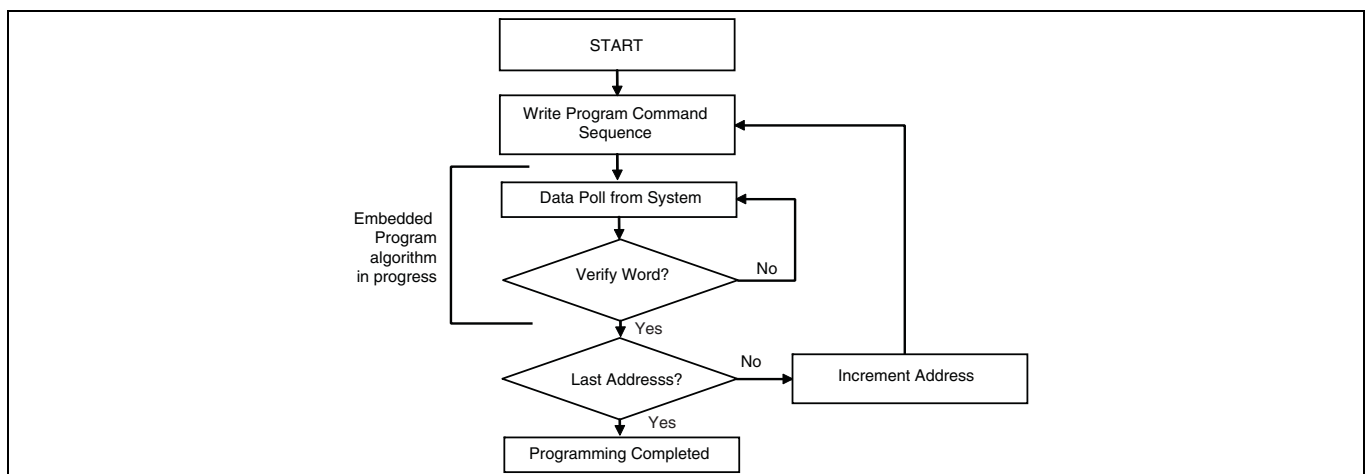 START
Write Program Command
Sequence
Data Poll from System
Embedded
Program
algorithm
in progress
Verify Word?
No
Yes
Last Addresss?
No
Increment Address
Yes
Programming Completed